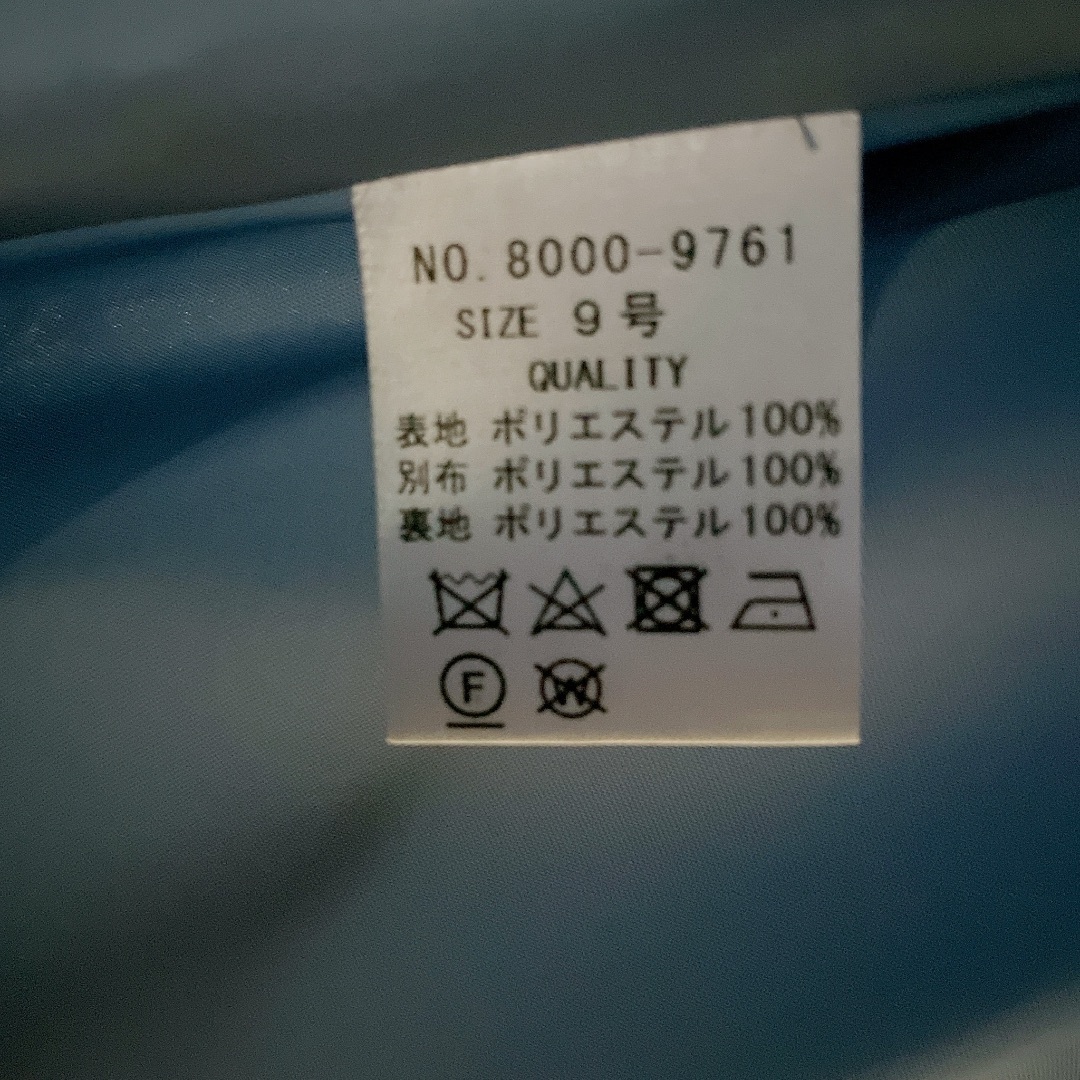 NO. 8000-9761
SIZE 9号
QUALITY
表地 ポリエステル100%
別布 ポリエステル100%
裏地 ポリエステル100%
F W